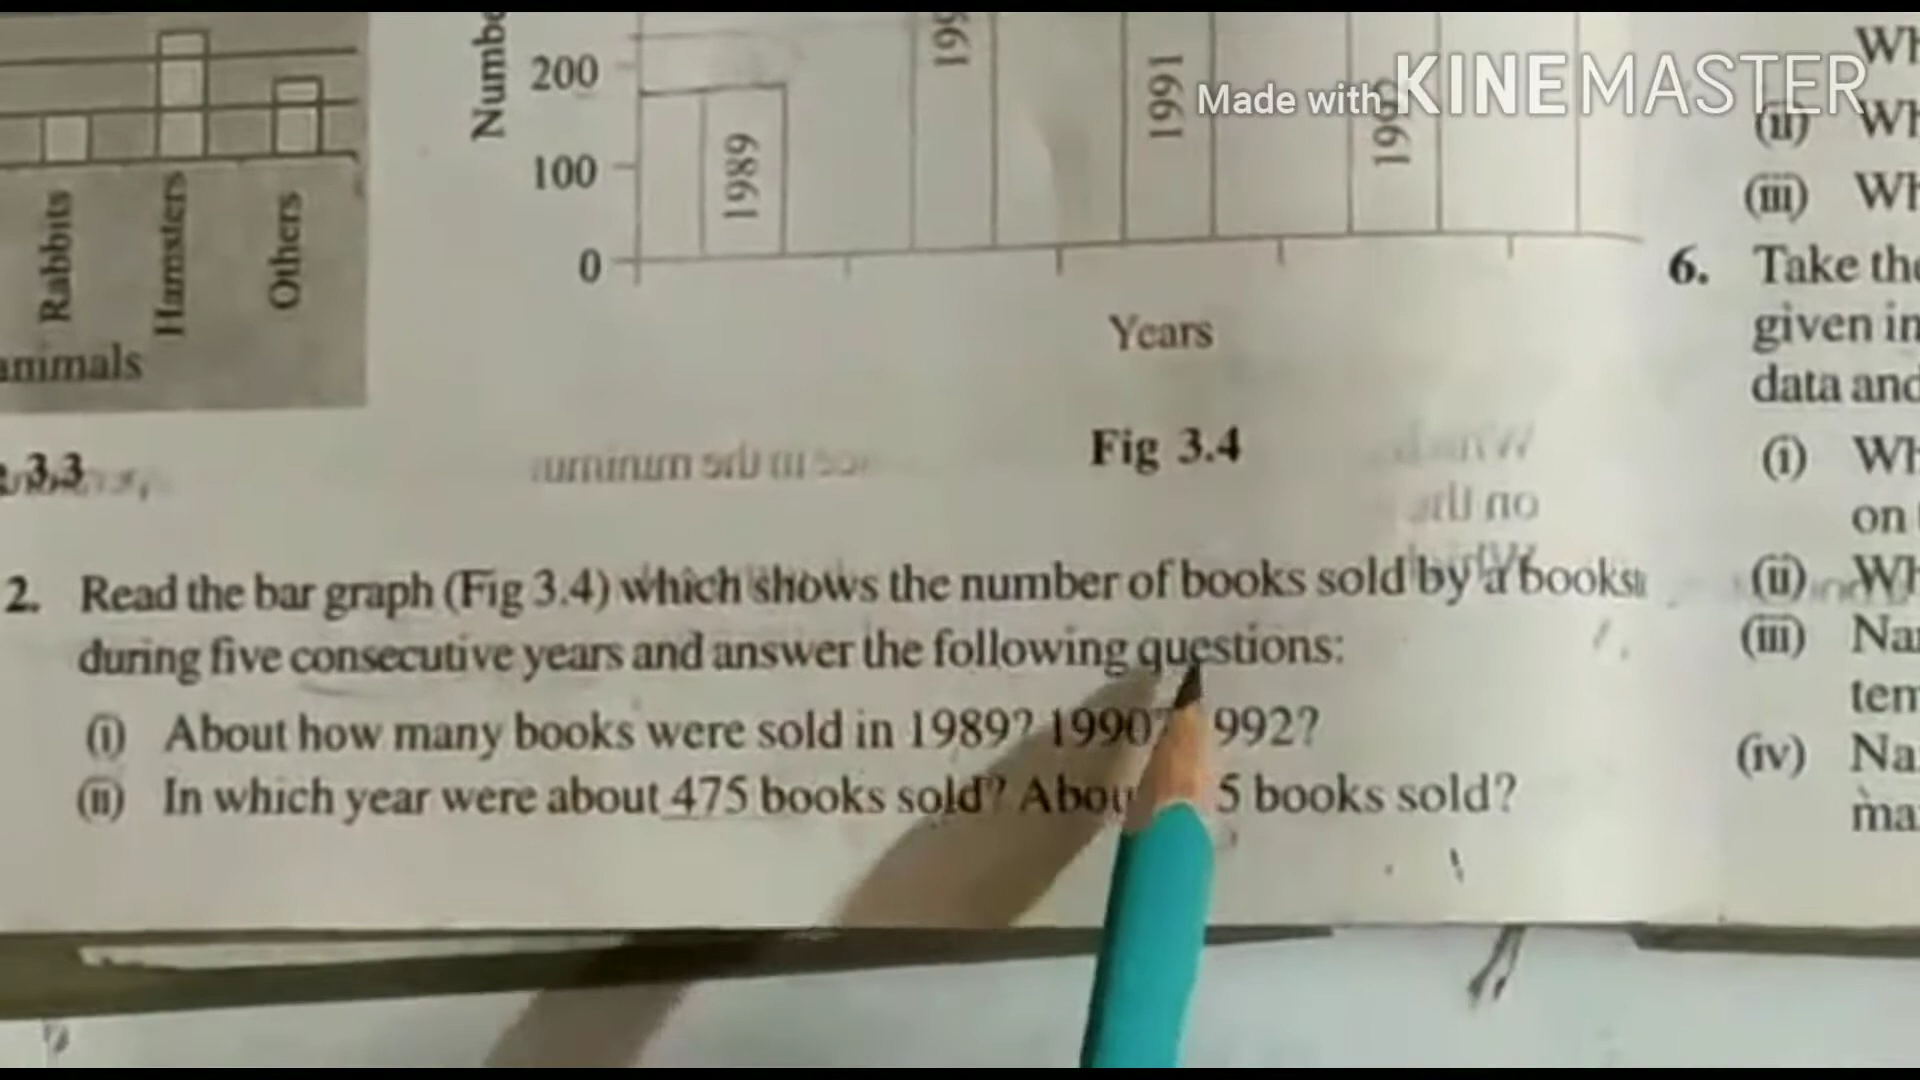 Made with KINEMASTER
200
100
0
1989
199
1991
199
Years
Fig 3.4
Rabbits
Hamsters
Others
animals
3.3
2. Read the bar graph (Fig 3.4) which shows the number of books sold by a
during five consecutive years and answer the following questions:
(i) About how many books were sold in 1989? 1990? 992?
(ii) In which year were about 475 books sold? Abou 5 books sold?
(ii) Wh
(iii) Wh
6. Take the
given in
data and
(i) Wh
on
(ii) Wh
(iii) Na
tem
(iv) Na
ma